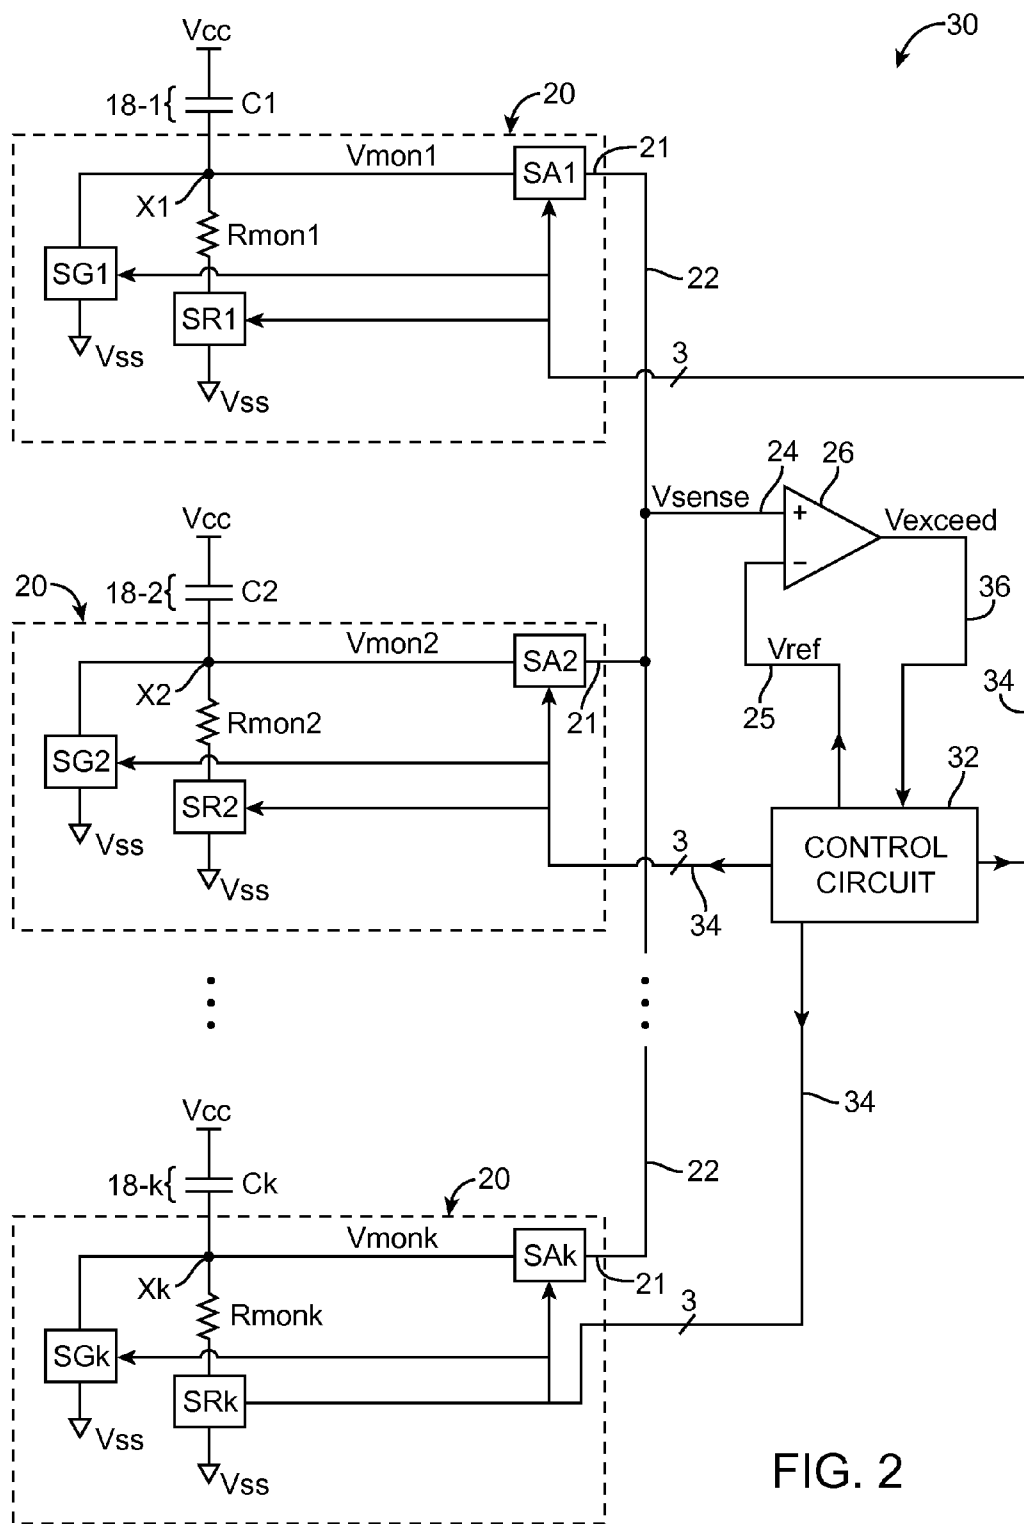 Vcc
30
18-1{
C1
20
Vmon1
SA1
21
X1
Rmon1
SG1
22
SR1
Vss
3
Vss
24
26
Vsense
+
Vexceed
Vcc
18-2{
C2
20
−
36
Vmon2
SA2
Vref
X2
21
25
34
Rmon2
SG2
32
SR2
Vss
3
CONTROL
CIRCUIT
Vss
34
34
Vcc
18-k{
Ck
20
22
Vmonk
SAk
Xk
21
Rmonk
3
SGk
SRk
Vss
Vss
FIG. 2